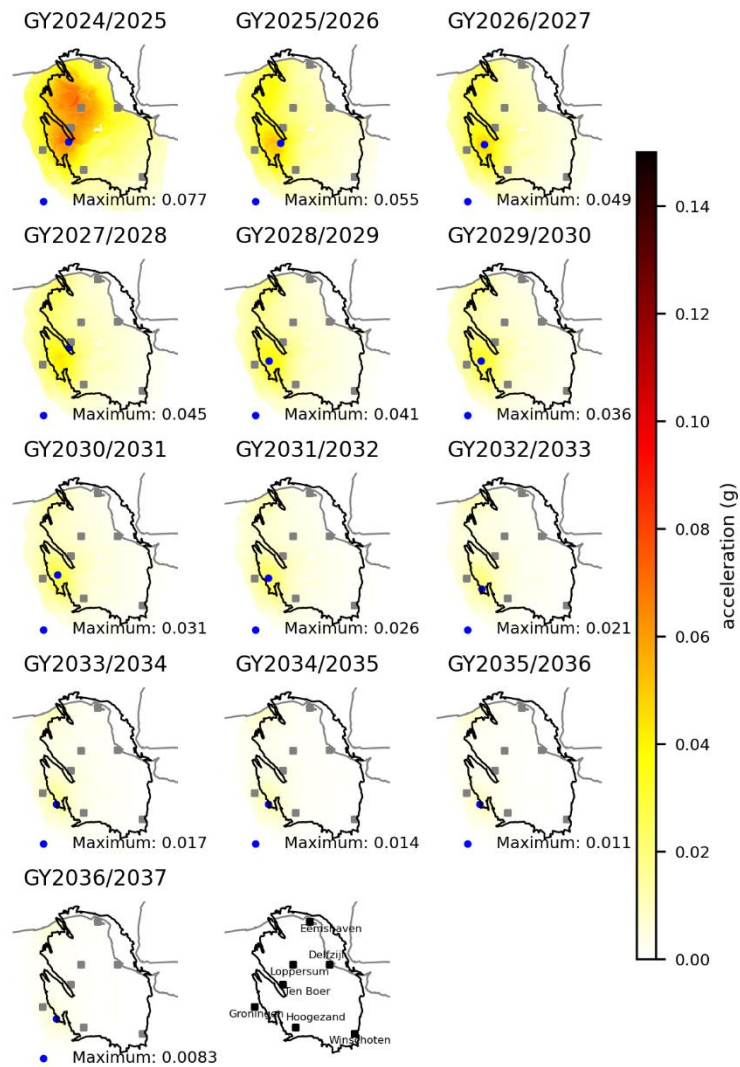 GY2024/2025
GY2025/2026
GY2026/2027
Maximum: 0.077
Maximum: 0.055
Maximum: 0.049
GY2027/2028
GY2028/2029
GY2029/2030
Maximum: 0.045
Maximum: 0.041
Maximum: 0.036
GY2030/2031
GY2031/2032
GY2032/2033
Maximum: 0.031
Maximum: 0.026
Maximum: 0.021
GY2033/2034
GY2034/2035
GY2035/2036
Maximum: 0.017
Maximum: 0.014
Maximum: 0.011
GY2036/2037
Maximum: 0.0083
Eemshaven
Delfzijl
Loppersum
Ten Boer
Groningen
Hoogezand
Winschoten
0.14
0.12
0.10
0.08
0.06
0.04
0.02
0.00
acceleration (g)